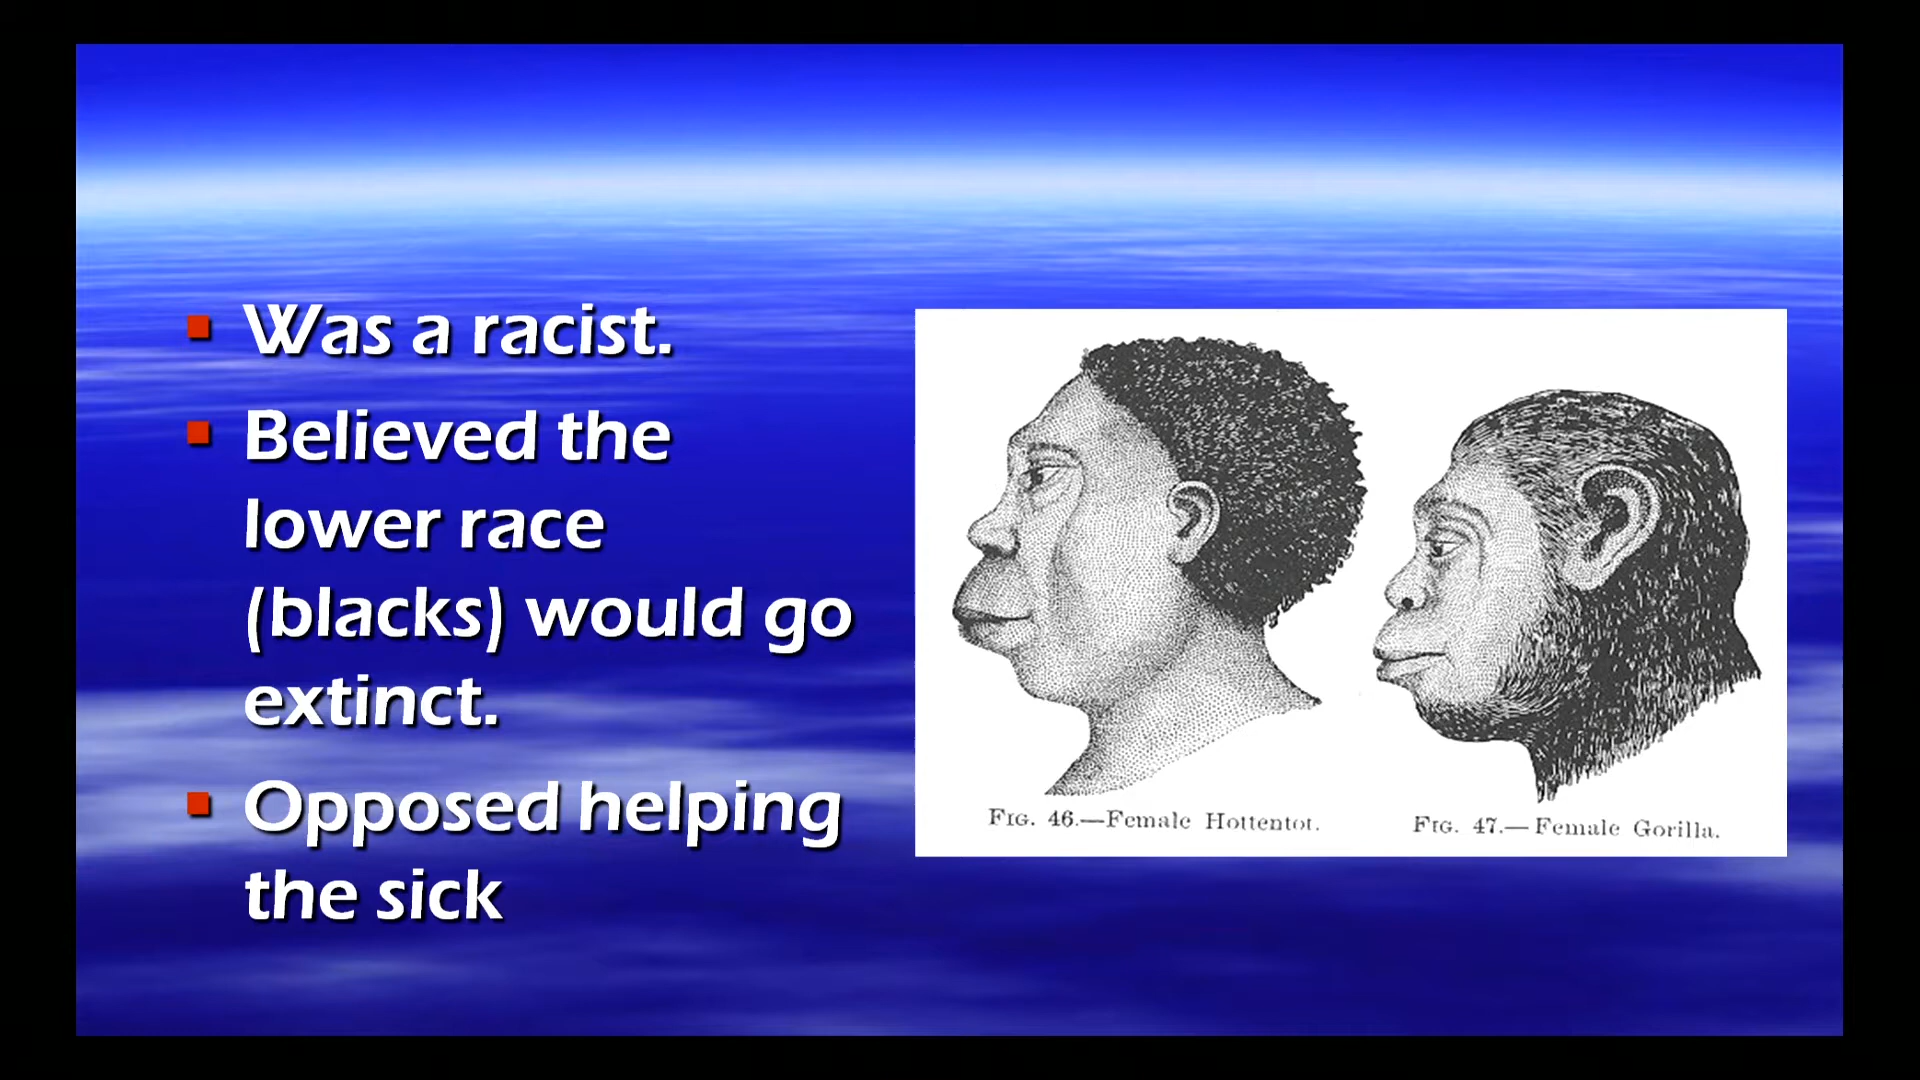 Was a racist.
Believed the
lower race
(blacks) would go
extinct.
Opposed helping
the sick
FIG. 46.—Female Hottentot.
FIG. 47.—Female Gorilla.